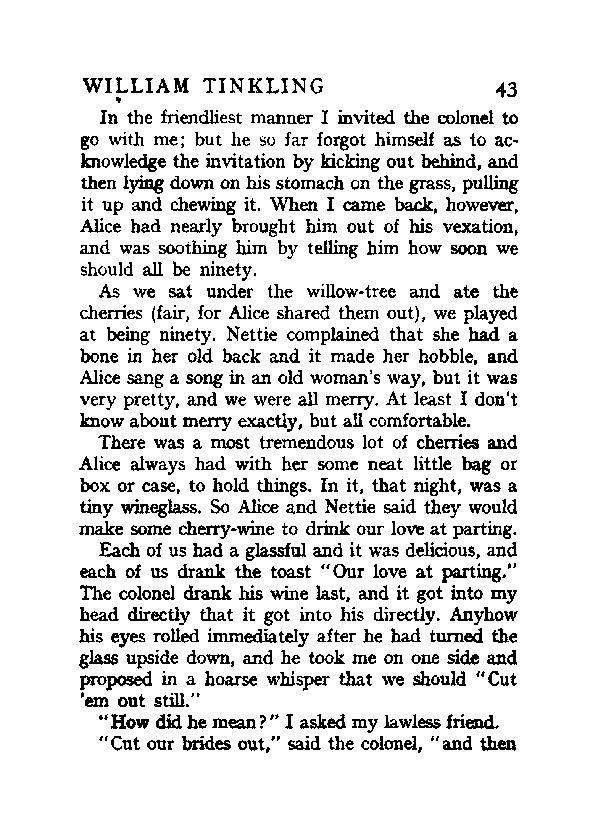 WILLIAM TINKLING 43
In the friendliest manner I invited the colonel to
go with me; but he so far forgot himself as to ac-
knowledge the invitation by kicking out behind, and
then lying down on his stomach on the grass, pulling
it up and chewing it. When I came back, however,
Alice had nearly brought him out of his vexation,
and was soothing him by telling him how soon we
should all be ninety.
As we sat under the willow-tree and ate the
cherries (fair, for Alice shared them out), we played
at being ninety. Nettie complained that she had a
bone in her old back and it made her hobble, and
Alice sang a song in an old woman's way, but it was
very pretty, and we were all merry. At least I don't
know about merry exactly, but all comfortable.
There was a most tremendous lot of cherries and
Alice always had with her some neat little bag or
box or case, to hold things. In it, that night, was a
tiny wineglass. So Alice and Nettie said they would
make some cherry-wine to drink our love at parting.
Each of us had a glassful and it was delicious, and
each of us drank the toast "Our love at parting."
The colonel drank his wine last, and it got into my
head directly that it got into his directly. Anyhow
his eyes rolled immediately after he had turned the
glass upside down, and he took me on one side and
proposed in a hoarse whisper that we should "Cut
'em out still."
"How did he mean?" I asked my lawless friend.
"Cut our brides out," said the colonel, "and then